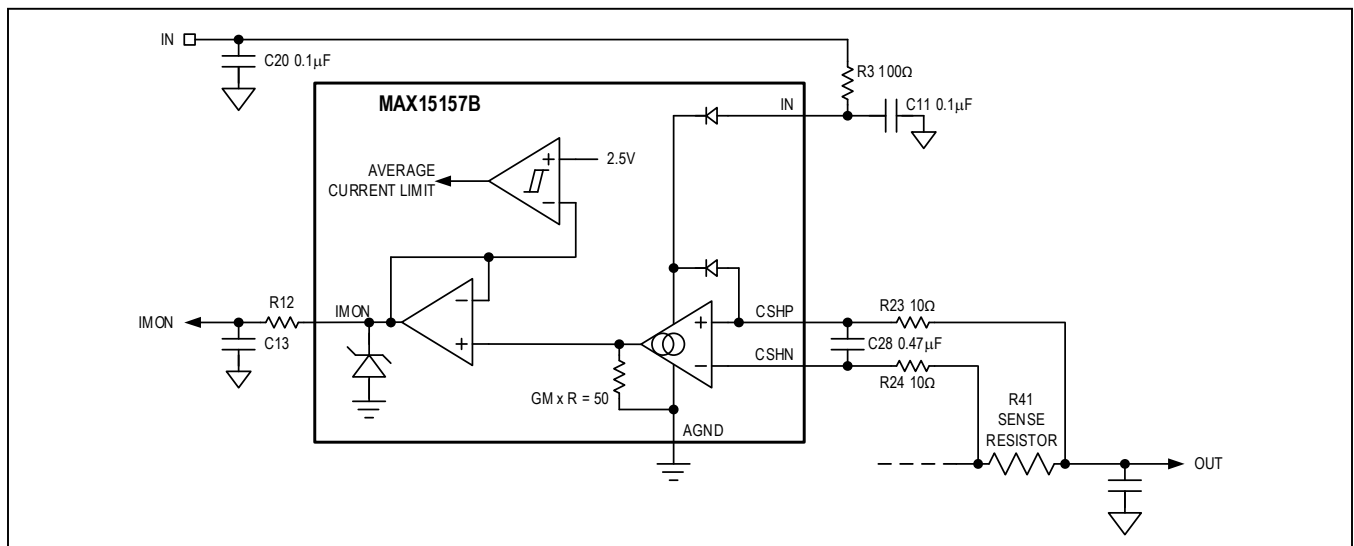 IN
C20 0.1µF
R3 100Ω
MAX15157B
IN
C11 0.1µF
+
2.5V
AVERAGE
CURRENT LIMIT
−
R12
IMON
−
CSHP
R23 10Ω
IMON
+
+
C28 0.47µF
C13
CSHN
−
R24 10Ω
GM x R = 50
R41
SENSE
RESISTOR
AGND
OUT